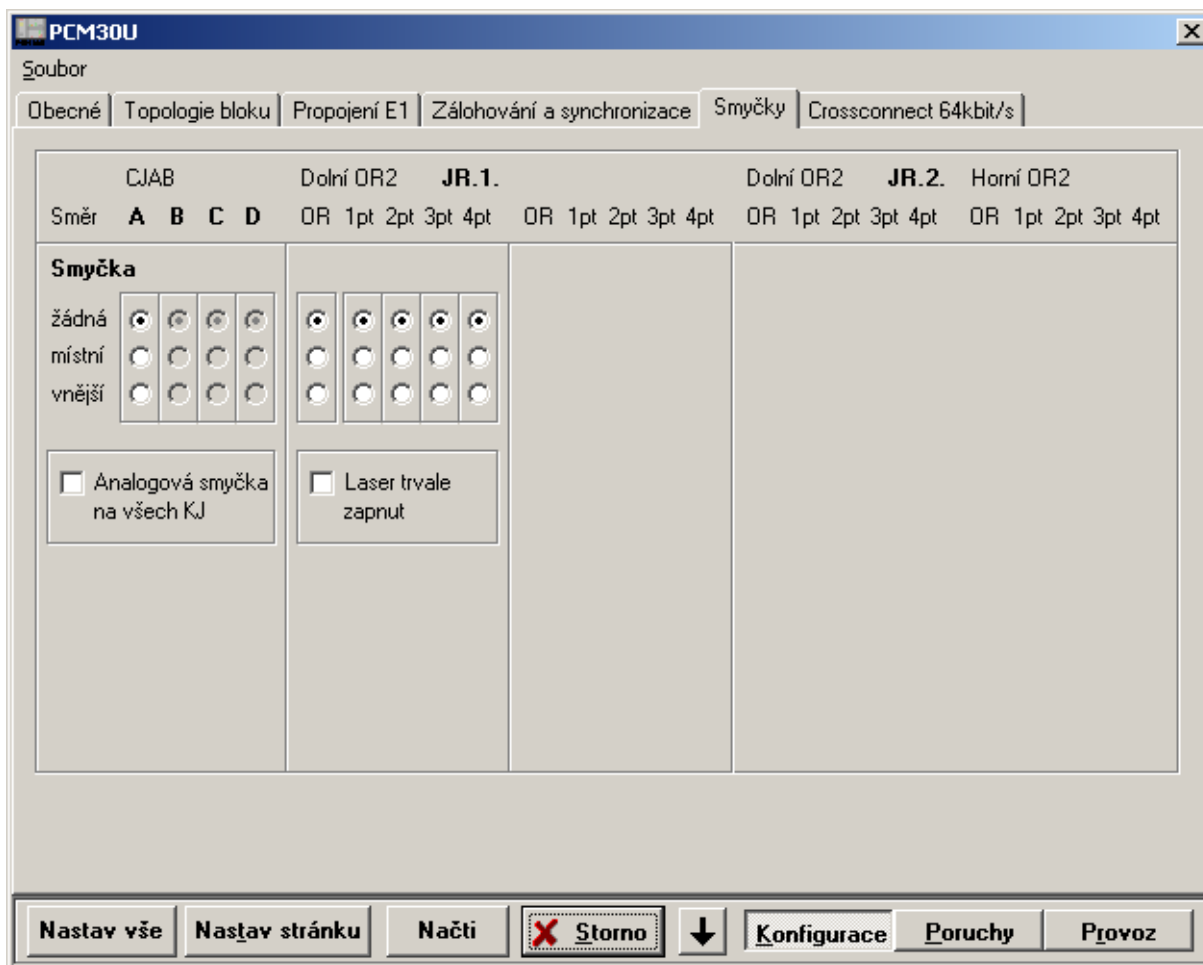 PCM30U
Soubor
Obecné Topologie bloku Propojení E1 Zálohování a synchronizace Smyčky Crossconnect 64kbit/s
CJAB Dolní OR2 JR.1. Dolní OR2 JR.2. Horní OR2
Směr A B C D OR 1pt 2pt 3pt 4pt OR 1pt 2pt 3pt 4pt OR 1pt 2pt 3pt 4pt OR 1pt 2pt 3pt 4pt
Smyčka
žádná
místní
vnější
Analogová smyčka Laser trvale
na všech KJ zapnut
Nastav vše Nastav stránku Načti Storno Konfigurace Poruchy Provoz